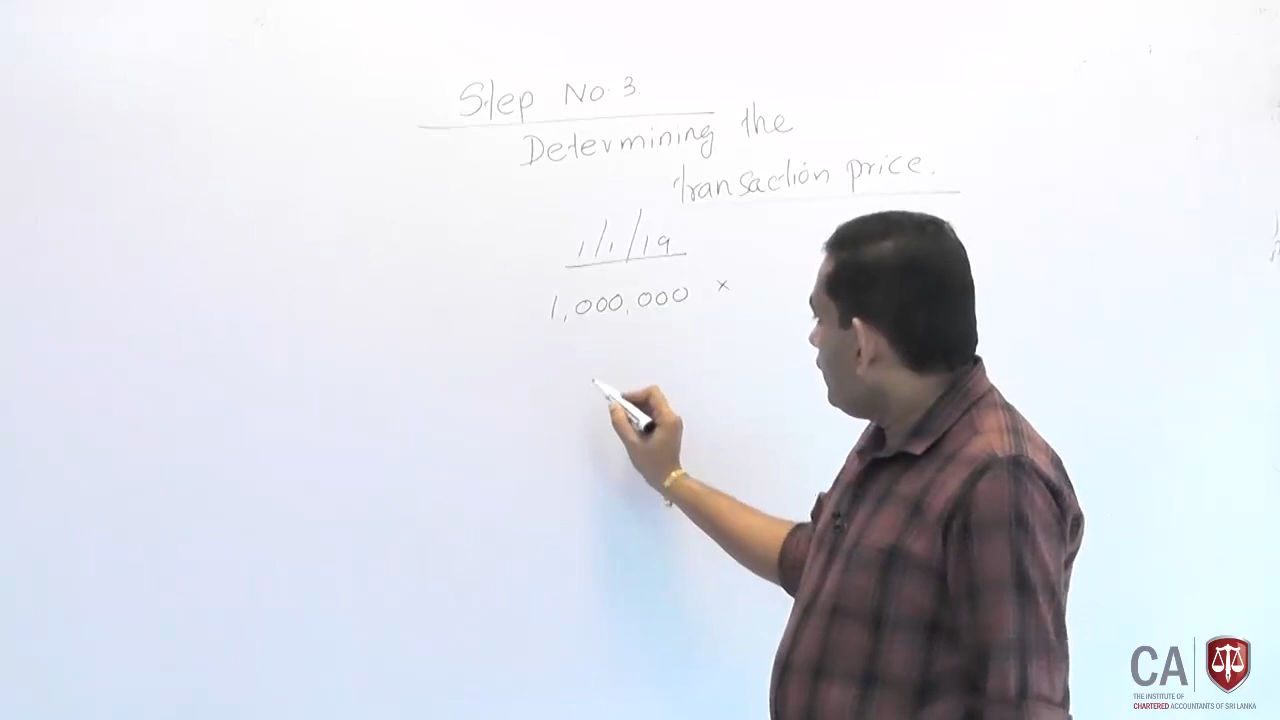 Step No. 3.
Determining the
transaction price.
1/1/19
1,000,000 ×
CA
THE INSTITUTE OF
CHARTERED ACCOUNTANTS OF SRI LANKA